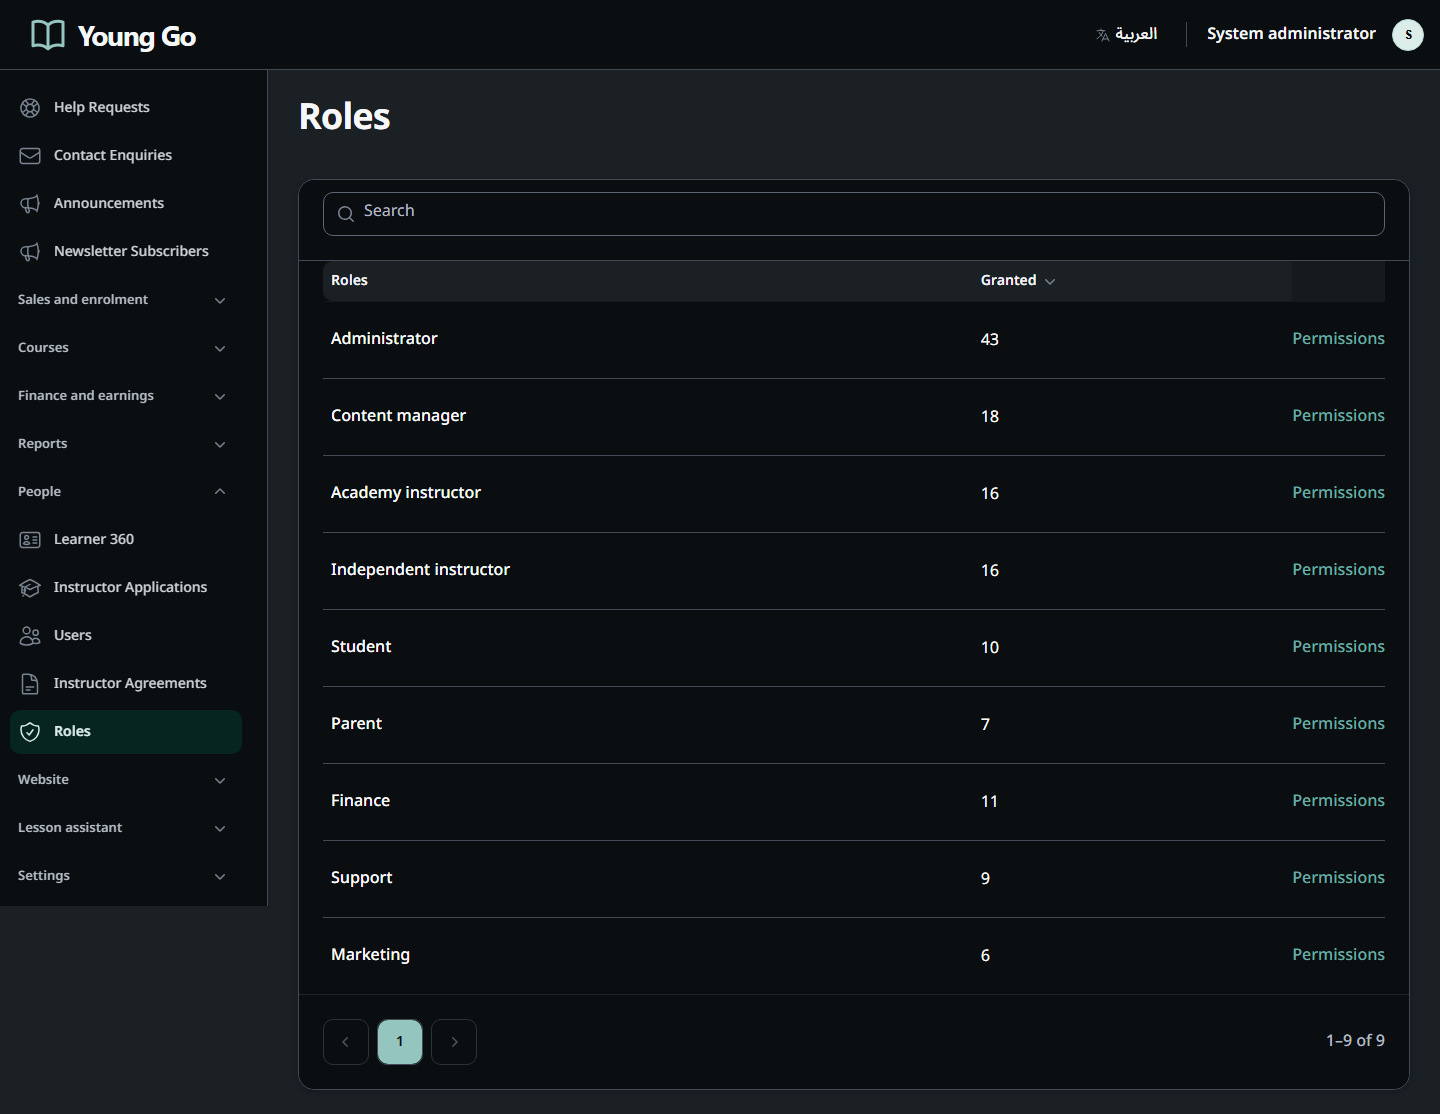 Young Go
العربية
System administrator
S
Help Requests
Contact Enquiries
Announcements
Newsletter Subscribers
Sales and enrolment
Courses
Finance and earnings
Reports
People
Learner 360
Instructor Applications
Users
Instructor Agreements
Roles
Website
Lesson assistant
Settings
Roles
Search
Roles Granted
Administrator 43 Permissions
Content manager 18 Permissions
Academy instructor 16 Permissions
Independent instructor 16 Permissions
Student 10 Permissions
Parent 7 Permissions
Finance 11 Permissions
Support 9 Permissions
Marketing 6 Permissions
1 1–9 of 9